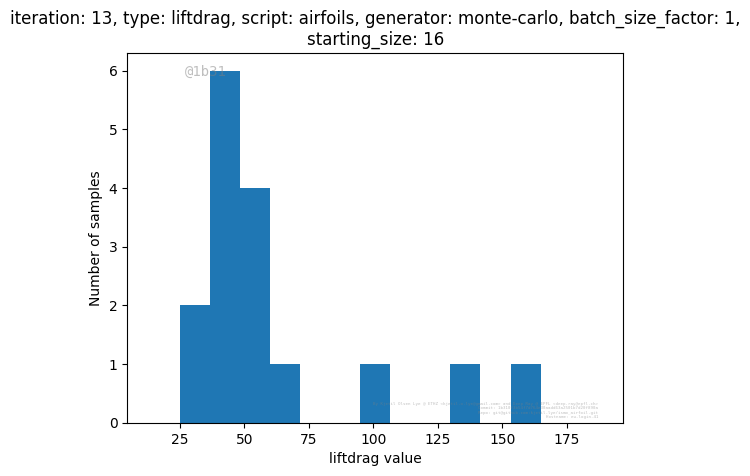 iteration: 13, type: liftdrag, script: airfoils, generator: monte-carlo, batch_size_factor: 1,
starting_size: 16
@1b31
6
5
4
3
2
1
0
Number of samples
25 50 75 100 125 150 175
liftdrag value